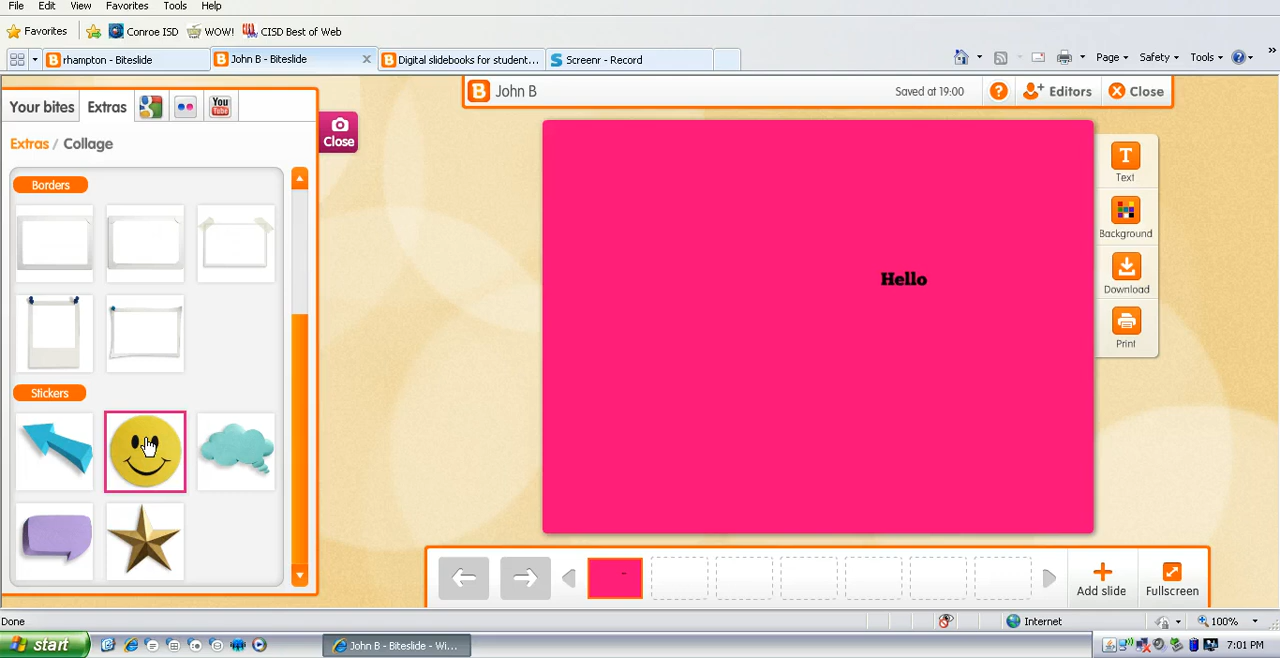 File Edit View Favorites Tools Help
Favorites Conroe ISD WOW! CISD Best of Web
rhampton - Biteslide John B - Biteslide Digital slidebooks for student... Screenr - Record Page Safety Tools
Your bites Extras You Tube
John B Saved at 19:00 ? Editors Close
Close
Extras / Collage
Borders
Text
Background
Hello
Download
Print
Stickers
Add slide Fullscreen
Done Internet 100%
start John B - Biteslide - Wi... 7:01 PM